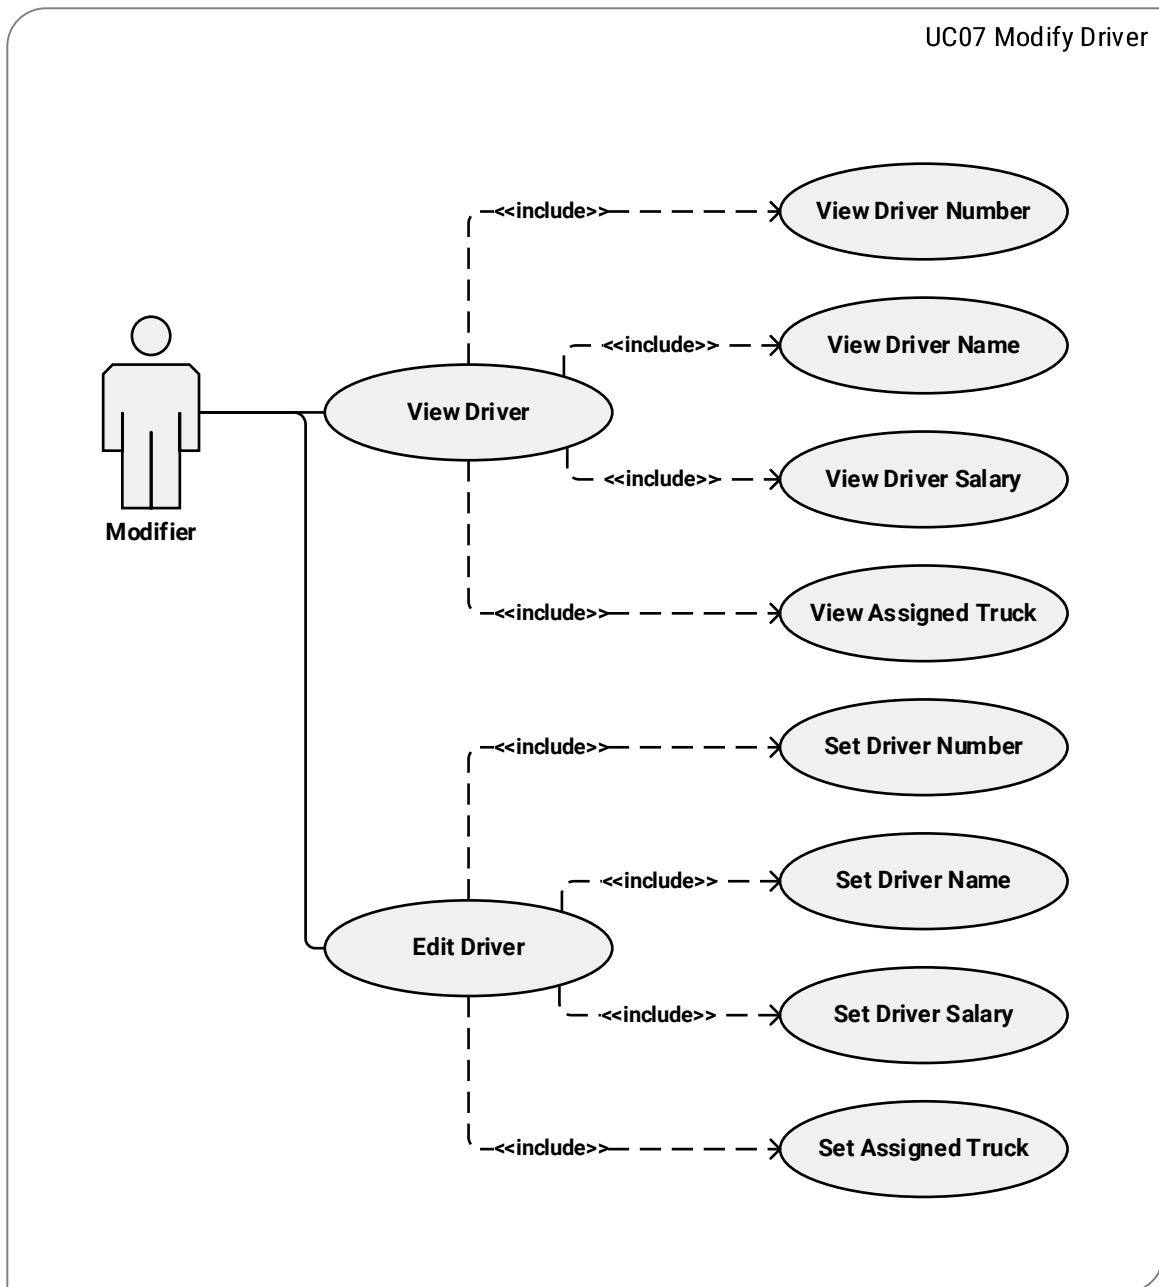 UC07 Modify Driver
<<include>>
View Driver Number
<<include>>
View Driver Name
View Driver
<<include>>
View Driver Salary
Modifier
<<include>>
View Assigned Truck
<<include>>
Set Driver Number
<<include>>
Set Driver Name
Edit Driver
<<include>>
Set Driver Salary
<<include>>
Set Assigned Truck